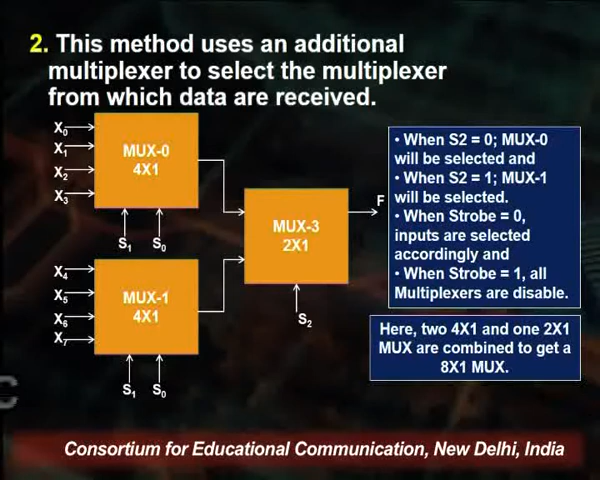 2. This method uses an additional
multiplexer to select the multiplexer
from which data are received.
X0
X1
X2
X3
MUX-0
4X1
S1 S0
X4
X5
X6
X7
MUX-1
4X1
S1 S0
MUX-3
2X1
S2
F
• When S2 = 0; MUX-0
will be selected and
• When S2 = 1; MUX-1
will be selected.
• When Strobe = 0,
inputs are selected
accordingly and
• When Strobe = 1, all
Multiplexers are disable.
Here, two 4X1 and one 2X1
MUX are combined to get a
8X1 MUX.
C
Consortium for Educational Communication, New Delhi, India